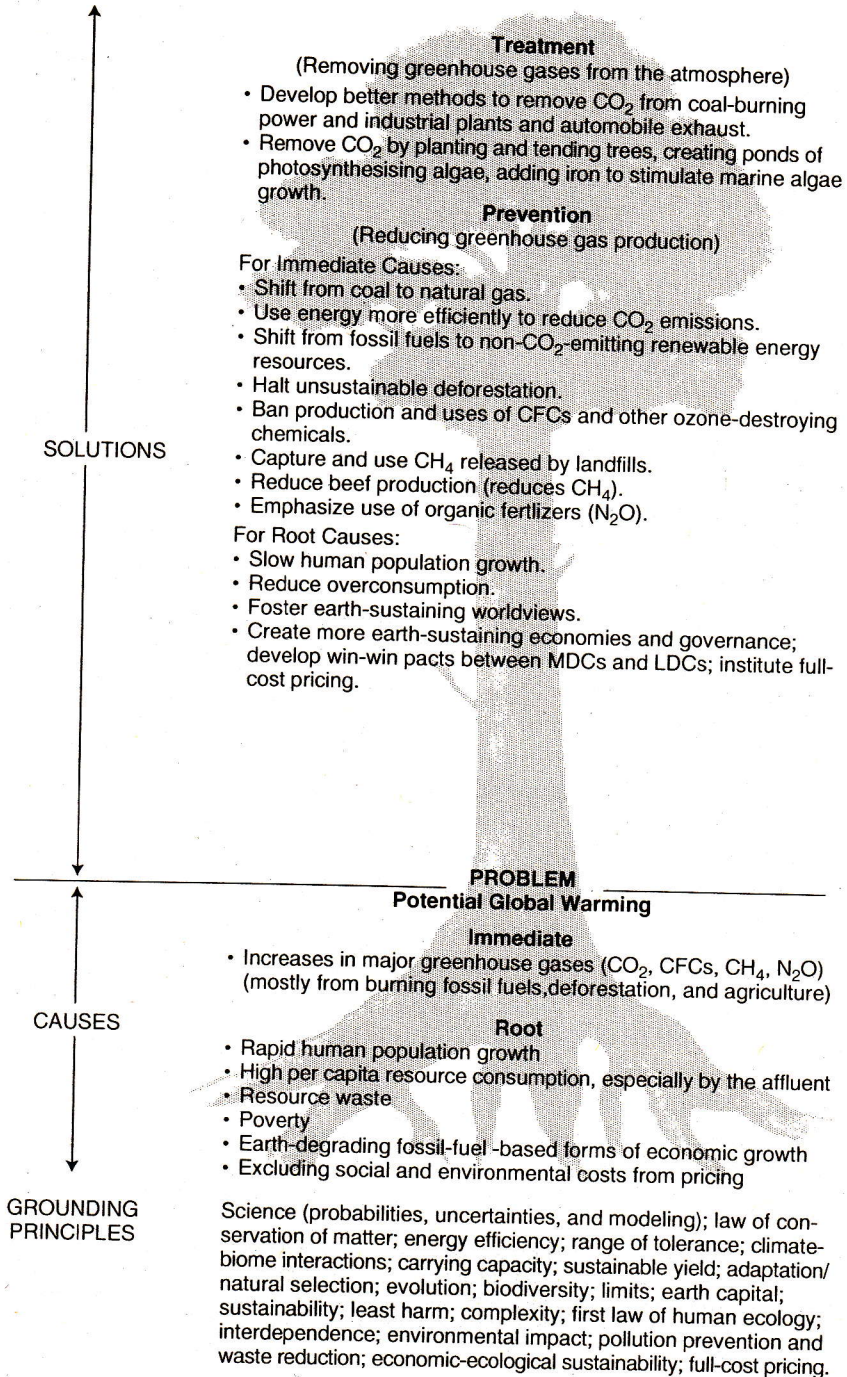 Treatment
(Removing greenhouse gases from the atmosphere)
• Develop better methods to remove CO₂ from coal-burning
power and industrial plants and automobile exhaust.
• Remove CO₂ by planting and tending trees, creating ponds of
photosynthesising algae, adding iron to stimulate marine algae
growth.
Prevention
(Reducing greenhouse gas production)
For Immediate Causes:
• Shift from coal to natural gas.
• Use energy more efficiently to reduce CO₂ emissions.
• Shift from fossil fuels to non-CO₂-emitting renewable energy
resources.
• Halt unsustainable deforestation.
• Ban production and uses of CFCs and other ozone-destroying
chemicals.
SOLUTIONS
• Capture and use CH₄ released by landfills.
• Reduce beef production (reduces CH₄).
• Emphasize use of organic fertlizers (N₂O).
For Root Causes:
• Slow human population growth.
• Reduce overconsumption.
• Foster earth-sustaining worldviews.
• Create more earth-sustaining economies and governance;
develop win-win pacts between MDCs and LDCs; institute full-
cost pricing.
PROBLEM
Potential Global Warming
Immediate
• Increases in major greenhouse gases (CO₂, CFCs, CH₄, N₂O)
(mostly from burning fossil fuels,deforestation, and agriculture)
CAUSES
Root
• Rapid human population growth
• High per capita resource consumption, especially by the affluent
• Resource waste
• Poverty
• Earth-degrading fossil-fuel -based forms of economic growth
• Excluding social and environmental costs from pricing
GROUNDING
PRINCIPLES
Science (probabilities, uncertainties, and modeling); law of con-
servation of matter; energy efficiency; range of tolerance; climate-
biome interactions; carrying capacity; sustainable yield; adaptation/
natural selection; evolution; biodiversity; limits; earth capital;
sustainability; least harm; complexity; first law of human ecology;
interdependence; environmental impact; pollution prevention and
waste reduction; economic-ecological sustainability; full-cost pricing.